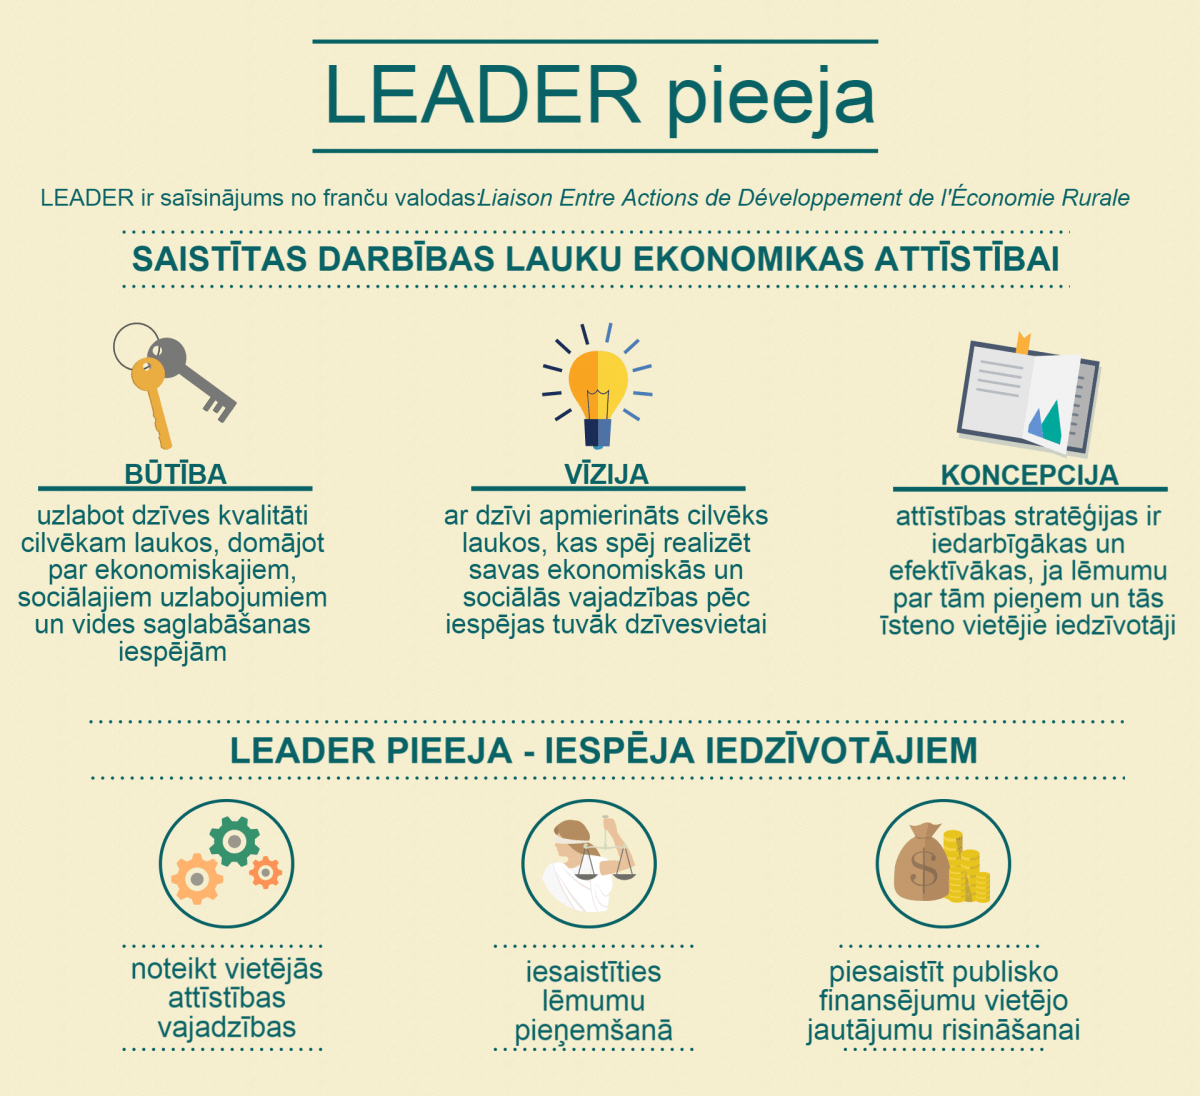 LEADER pieeja
LEADER ir saīsinājums no franču valodas:Liaison Entre Actions de Développement de l'Économie Rurale
SAISTĪTAS DARBĪBAS LAUKU EKONOMIKAS ATTĪSTĪBAI
BŪTĪBA
uzlabot dzīves kvalitāti
cilvēkam laukos, domājot
par ekonomiskajiem,
sociālajiem uzlabojumiem
un vides saglabāšanas
iespējām
VĪZIJA
ar dzīvi apmierināts cilvēks
laukos, kas spēj realizēt
savas ekonomiskās un
sociālās vajadzības pēc
iespējas tuvāk dzīvesvietai
KONCEPCIJA
attīstības stratēģijas ir
iedarbīgākas un
efektīvākas, ja lēmumu
par tām pieņem un tās
īsteno vietējie iedzīvotāji
LEADER PIEEJA - IESPĒJA IEDZĪVOTĀJIEM
noteikt vietējās
attīstības
vajadzības
iesaistīties
lēmumu
pieņemšanā
$
piesaistīt publisko
finansējumu vietējo
jautājumu risināšanai